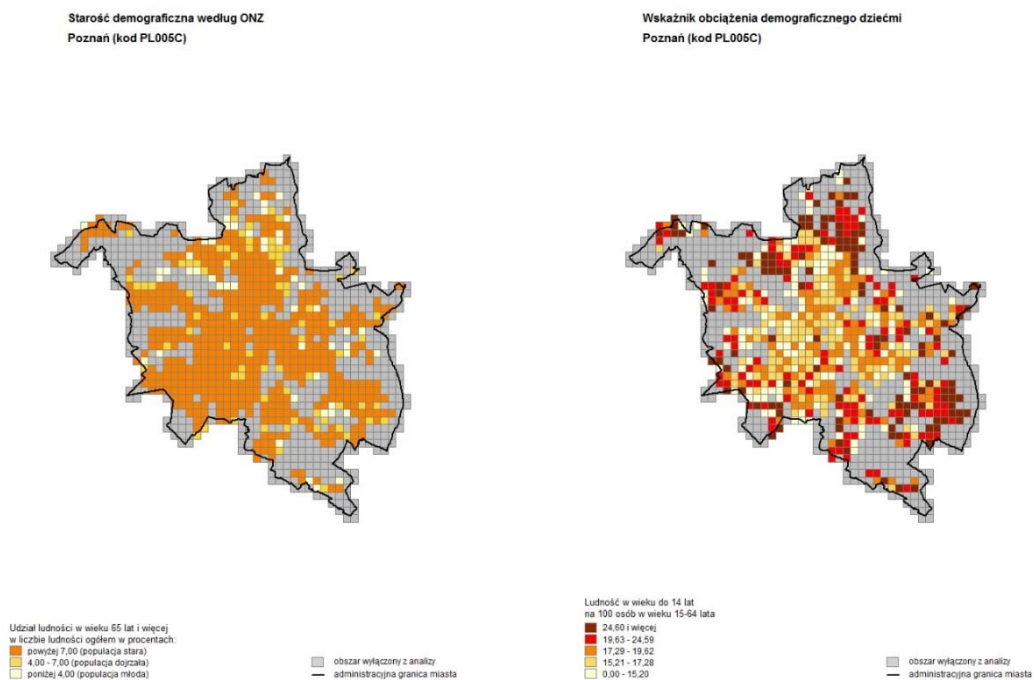 Starość demograficzna według ONZ
Poznań (kod PL005C)
Udział ludności w wieku 65 lat i więcej
w liczbie ludności ogółem w procentach:
powyżej 7,00 (populacja stara)
4,00 - 7,00 (populacja dojrzała)
poniżej 4,00 (populacja młoda)
obszar wyłączony z analizy
administracyjna granica miasta
Wskaźnik obciążenia demograficznego dziećmi
Poznań (kod PL005C)
Ludność w wieku do 14 lat
na 100 osób w wieku 15-64 lata
24,60 i więcej
19,63 - 24,59
17,29 - 19,62
15,21 - 17,28
0,00 - 15,20
obszar wyłączony z analizy
administracyjna granica miasta